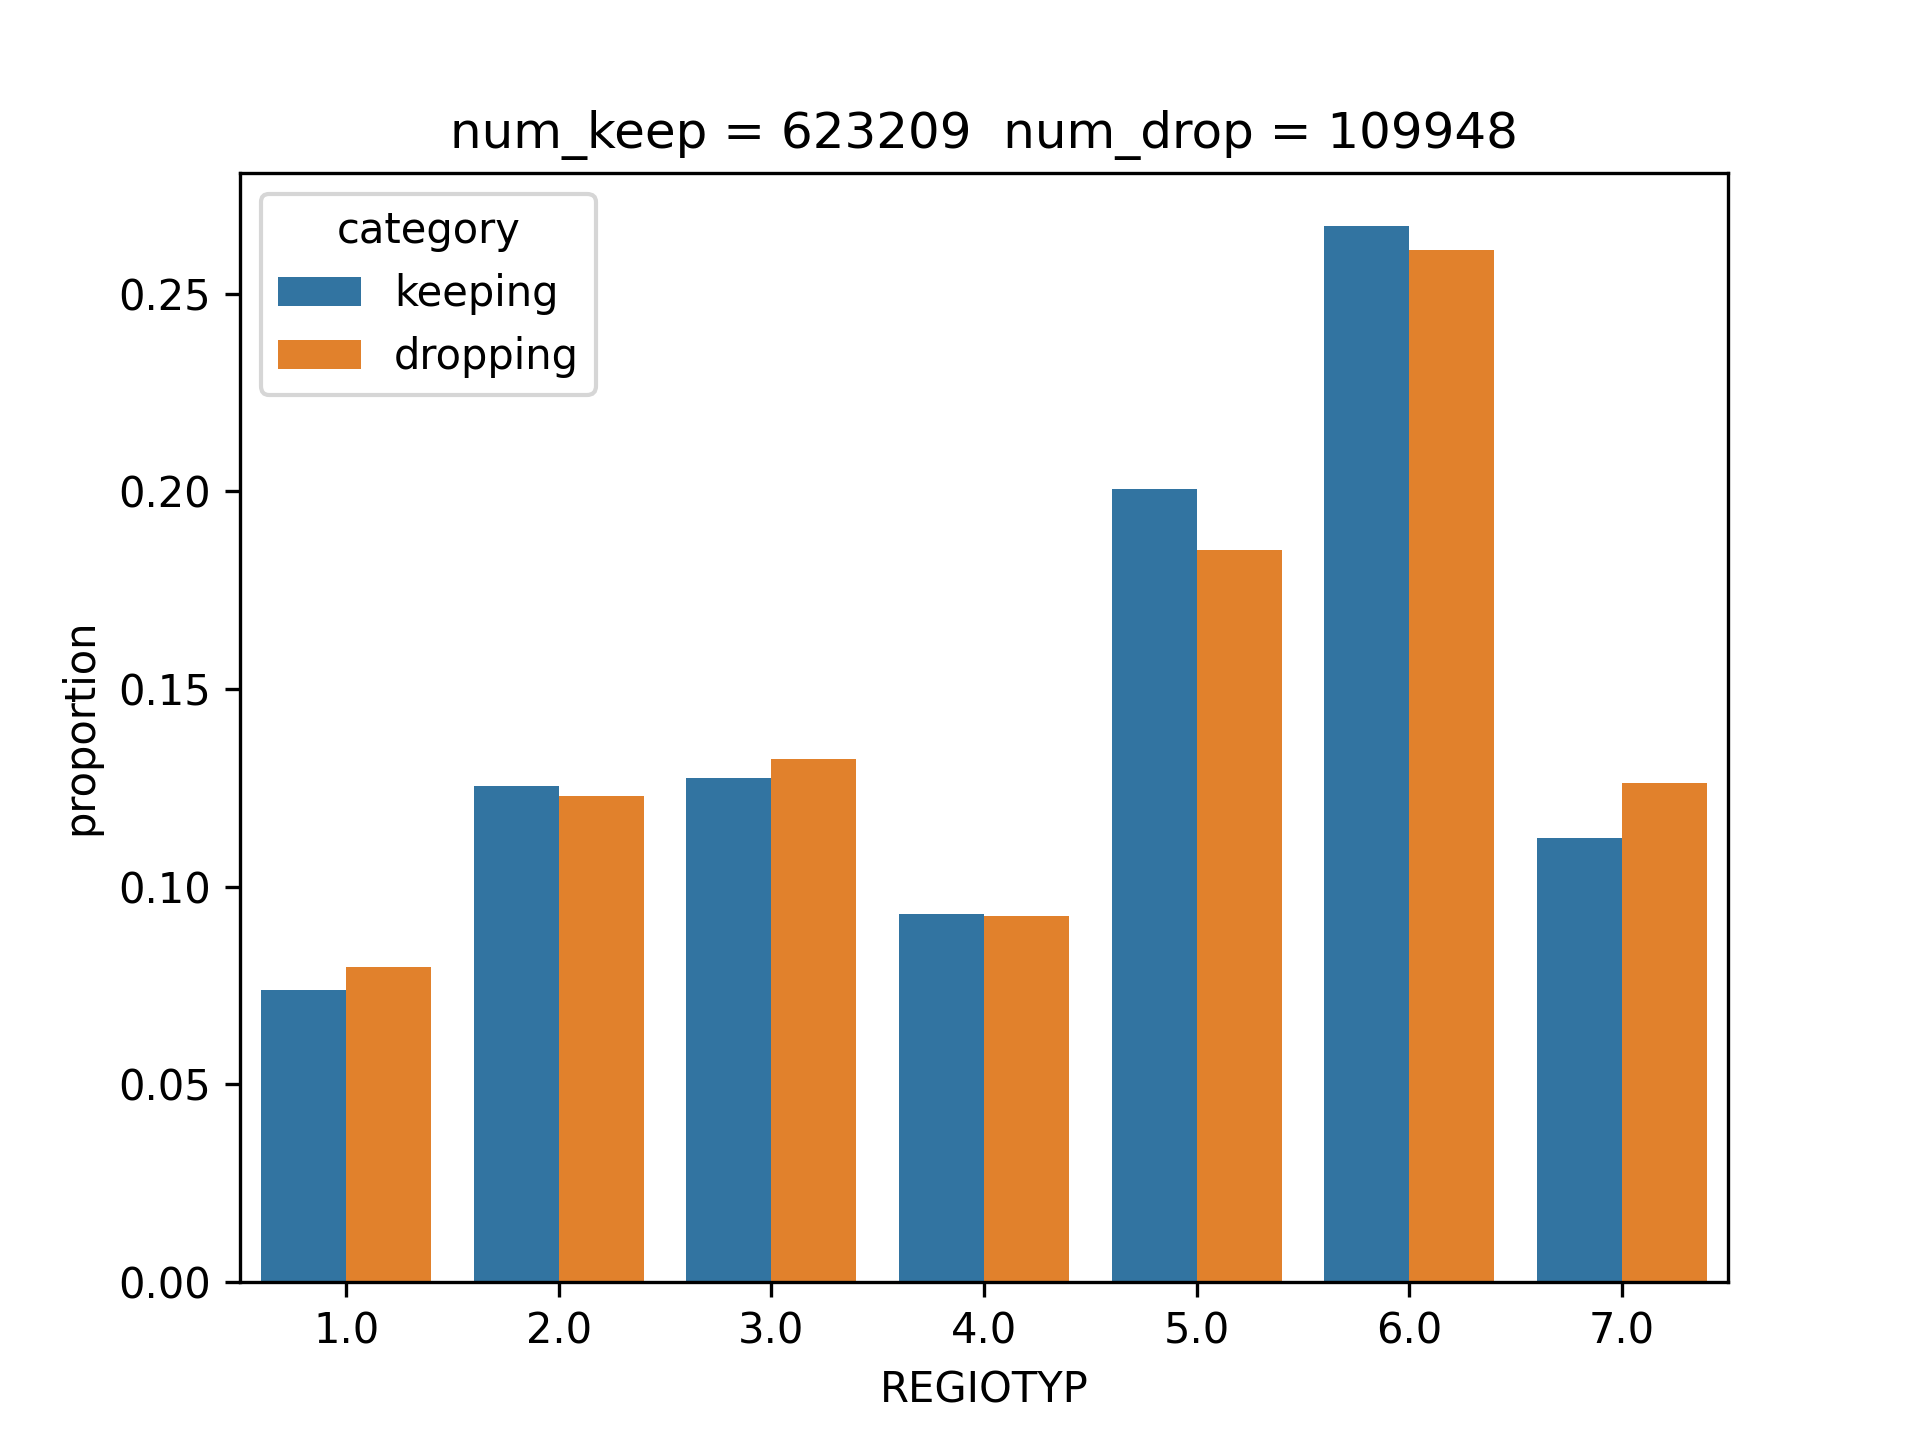 num_keep = 623209  num_drop = 109948
category
keeping
dropping
0.25
0.20
0.15
0.10
0.05
0.00
proportion
1.0 2.0 3.0 4.0 5.0 6.0 7.0
REGIOTYP